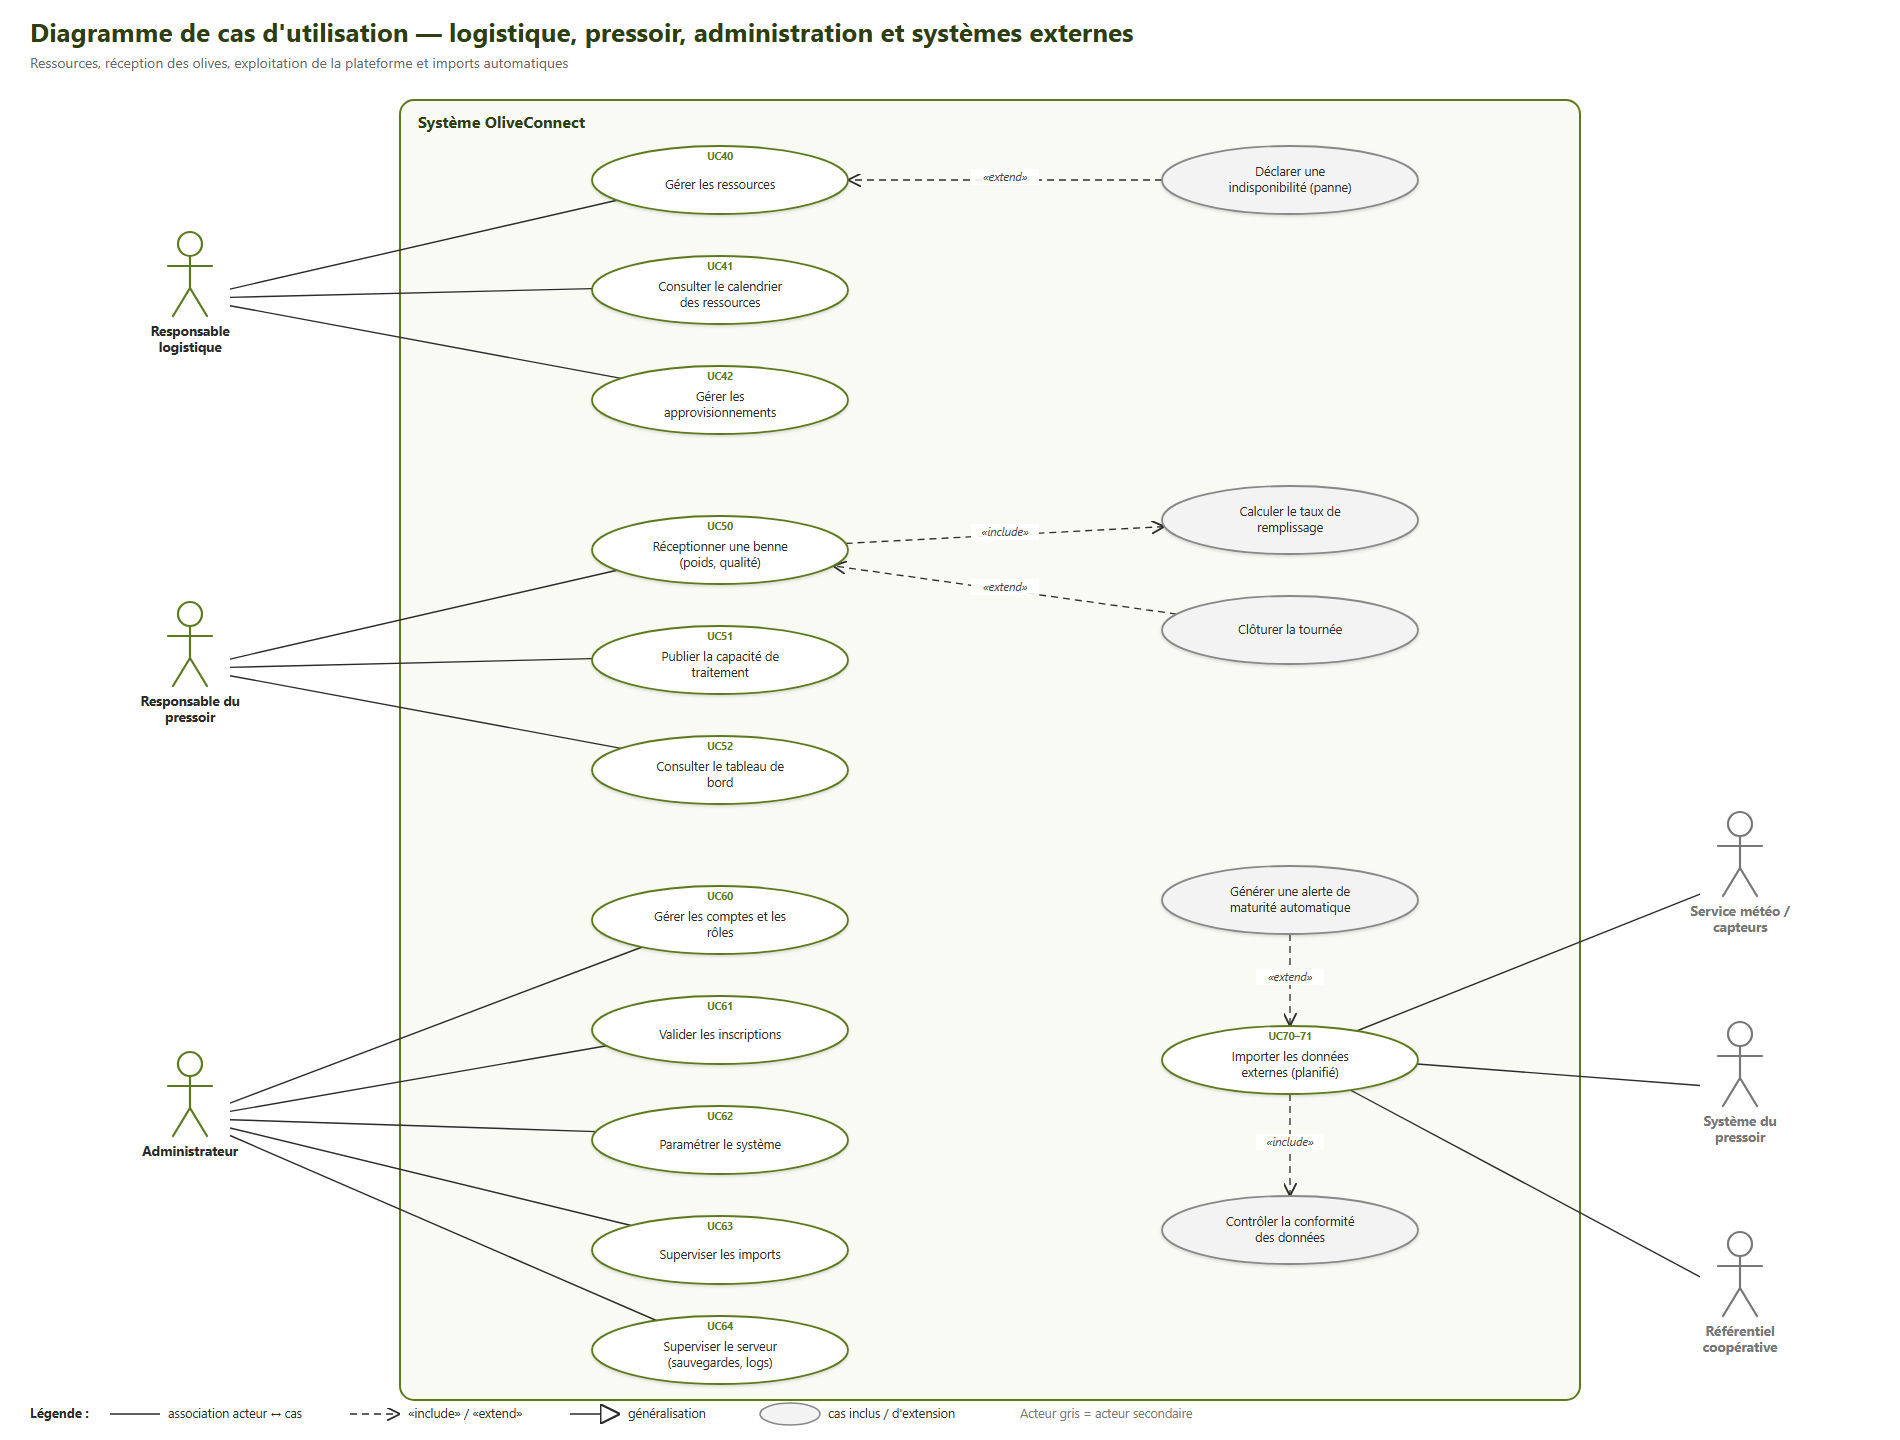 Diagramme de cas d'utilisation — logistique, pressoir, administration et systèmes externes
Ressources, réception des olives, exploitation de la plateforme et imports automatiques
Système OliveConnect
UC40
Gérer les ressources
«extend»
Déclarer une
indisponibilité (panne)
Responsable
logistique
UC41
Consulter le calendrier
des ressources
UC42
Gérer les
approvisionnements
UC50
Réceptionner une benne
(poids, qualité)
«include»
Calculer le taux de
remplissage
«extend»
Clôturer la tournée
Responsable du
pressoir
UC51
Publier la capacité de
traitement
UC52
Consulter le tableau de
bord
UC60
Gérer les comptes et les
rôles
Générer une alerte de
maturité automatique
Service météo /
capteurs
«extend»
UC61
Valider les inscriptions
UC70–71
Importer les données
externes (planifié)
Administrateur
UC62
Paramétrer le système
«include»
Système du
pressoir
UC63
Superviser les imports
Contrôler la conformité
des données
UC64
Superviser le serveur
(sauvegardes, logs)
Référentiel
coopérative
Légende :
association acteur ↔ cas
«include» / «extend»
généralisation
cas inclus / d'extension
Acteur gris = acteur secondaire